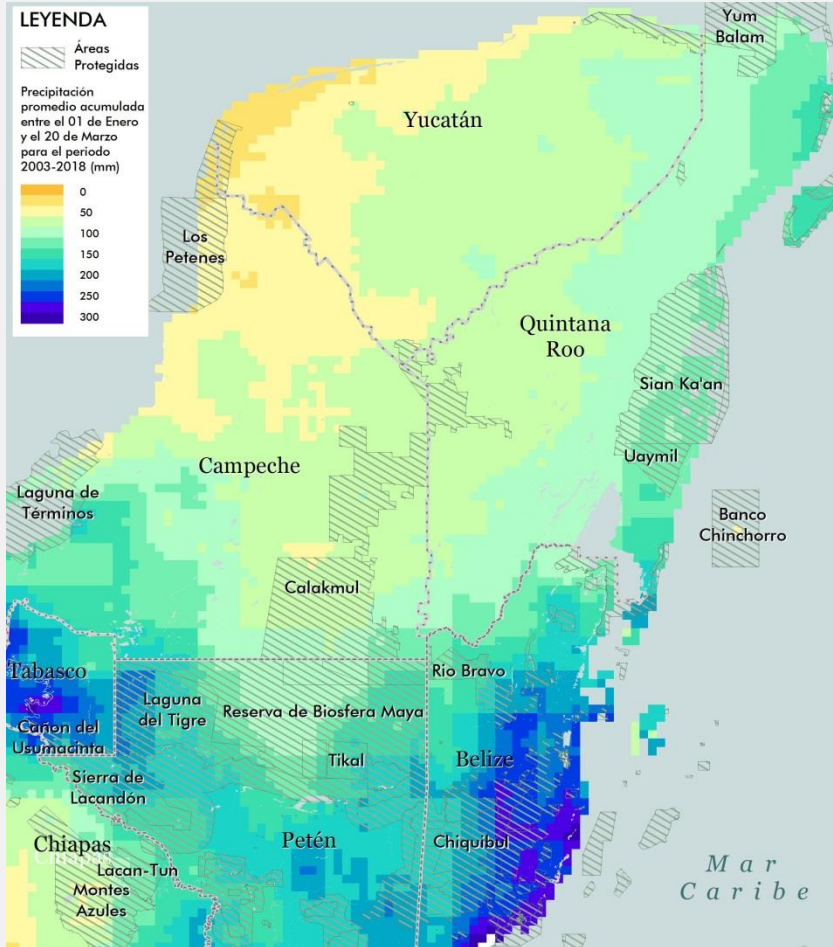 LEYENDA
Áreas
Protegidas
Precipitación
promedio acumulada
entre el 01 de Enero
y el 20 de Marzo
para el periodo
2003-2018 (mm)
0
50
100
150
200
250
300
Yum
Balam
Yucatán
Los
Petenes
Quintana
Roo
Sian Ka'an
Campeche
Uaymil
Laguna de
Términos
Banco
Chinchorro
Calakmul
Tabasco
Rio Bravo
Laguna
del Tigre
Reserva de Biosfera Maya
Cañon del
Usumacinta
Tikal
Belize
Sierra de
Lacandón
Petén
Chiquibul
Chiapas
Chiapas
Lacan-Tun
Montes
Azules
Mar
Caribe